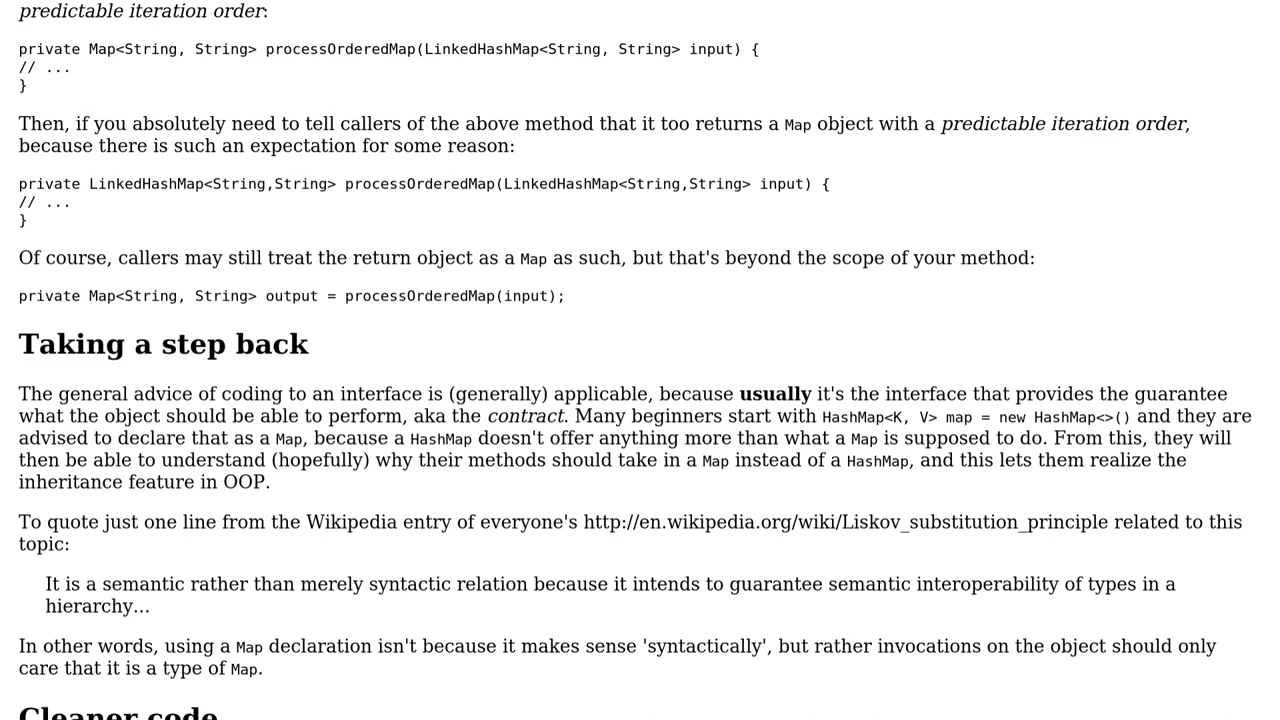 predictable iteration order:
private Map<String, String> processOrderedMap(LinkedHashMap<String, String> input) {
// ...
}
Then, if you absolutely need to tell callers of the above method that it too returns a Map object with a predictable iteration order,
because there is such an expectation for some reason:
private LinkedHashMap<String,String> processOrderedMap(LinkedHashMap<String,String> input) {
// ...
}
Of course, callers may still treat the return object as a Map as such, but that's beyond the scope of your method:
private Map<String, String> output = processOrderedMap(input);
Taking a step back
The general advice of coding to an interface is (generally) applicable, because usually it's the interface that provides the guarantee
what the object should be able to perform, aka the contract. Many beginners start with HashMap<K, V> map = new HashMap<>() and they are
advised to declare that as a Map, because a HashMap doesn't offer anything more than what a Map is supposed to do. From this, they will
then be able to understand (hopefully) why their methods should take in a Map instead of a HashMap, and this lets them realize the
inheritance feature in OOP.
To quote just one line from the Wikipedia entry of everyone's http://en.wikipedia.org/wiki/Liskov_substitution_principle related to this
topic:
It is a semantic rather than merely syntactic relation because it intends to guarantee semantic interoperability of types in a
hierarchy...
In other words, using a Map declaration isn't because it makes sense 'syntactically', but rather invocations on the object should only
care that it is a type of Map.
Cleaner code